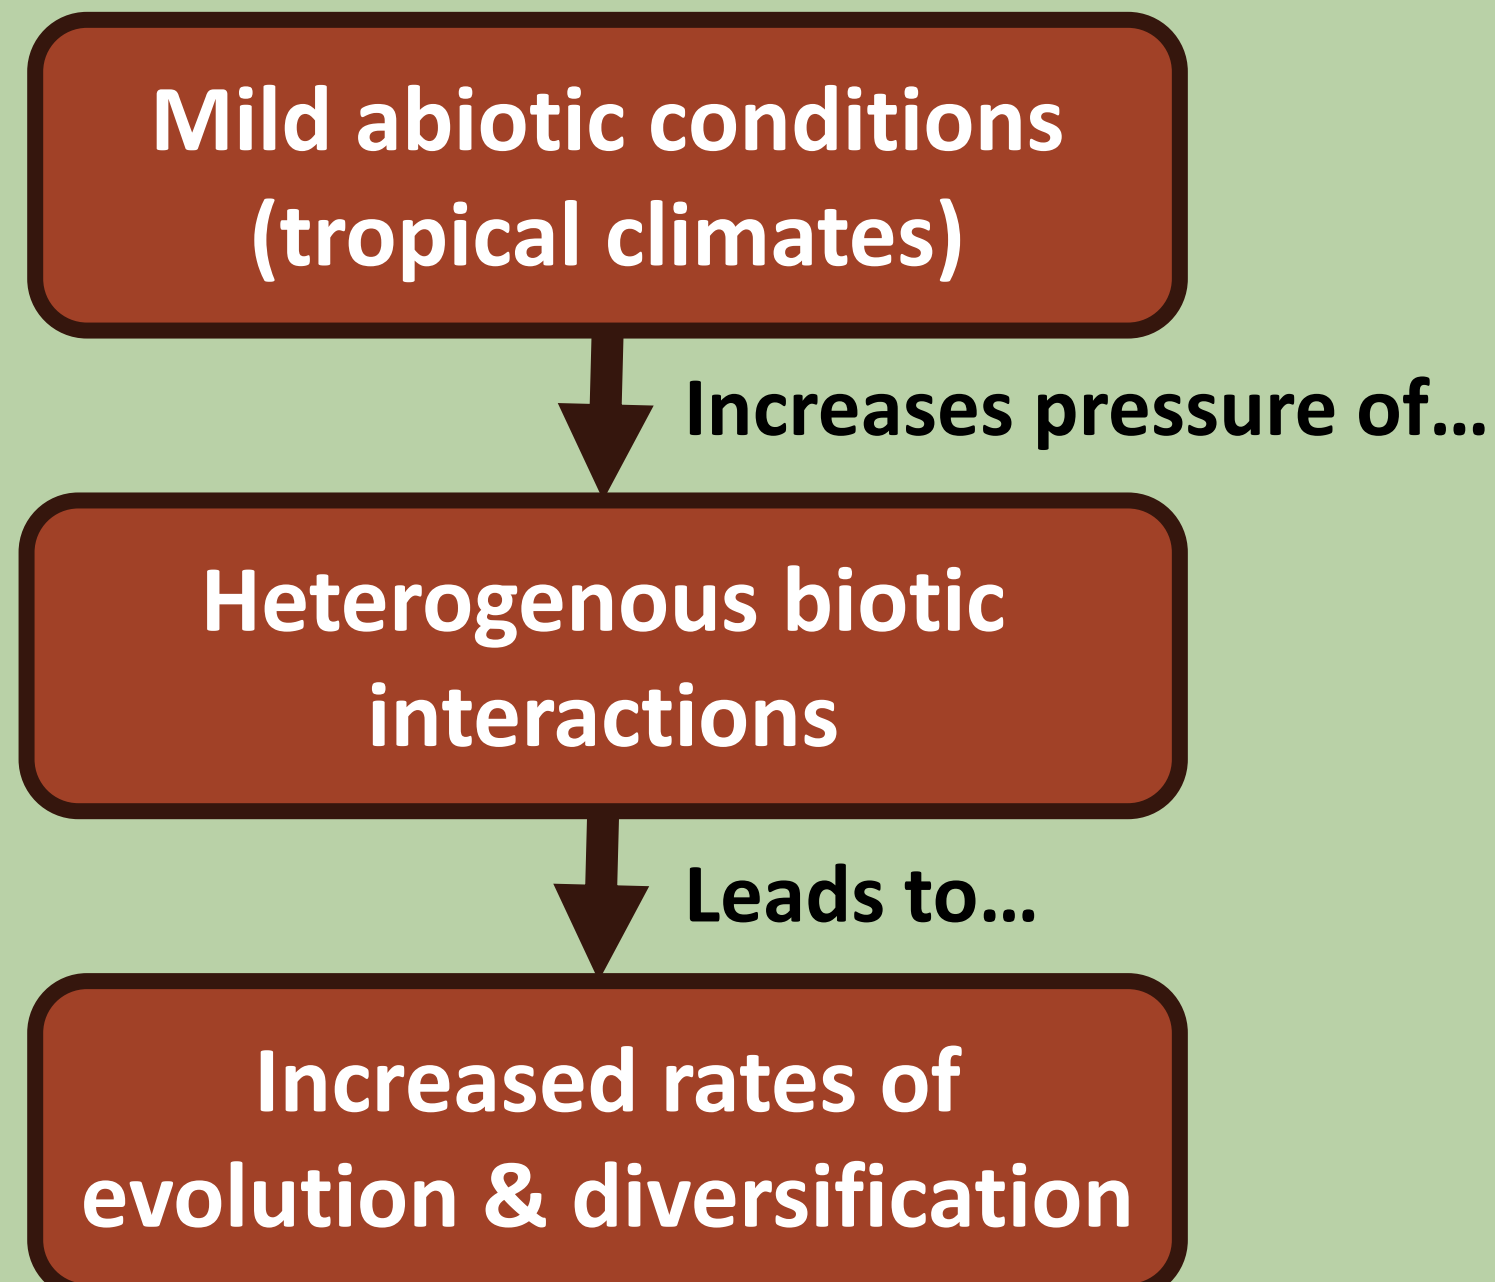 Mild abiotic conditions
(tropical climates)
Increases pressure of…
Heterogenous biotic
interactions
Leads to…
Increased rates of
evolution & diversification